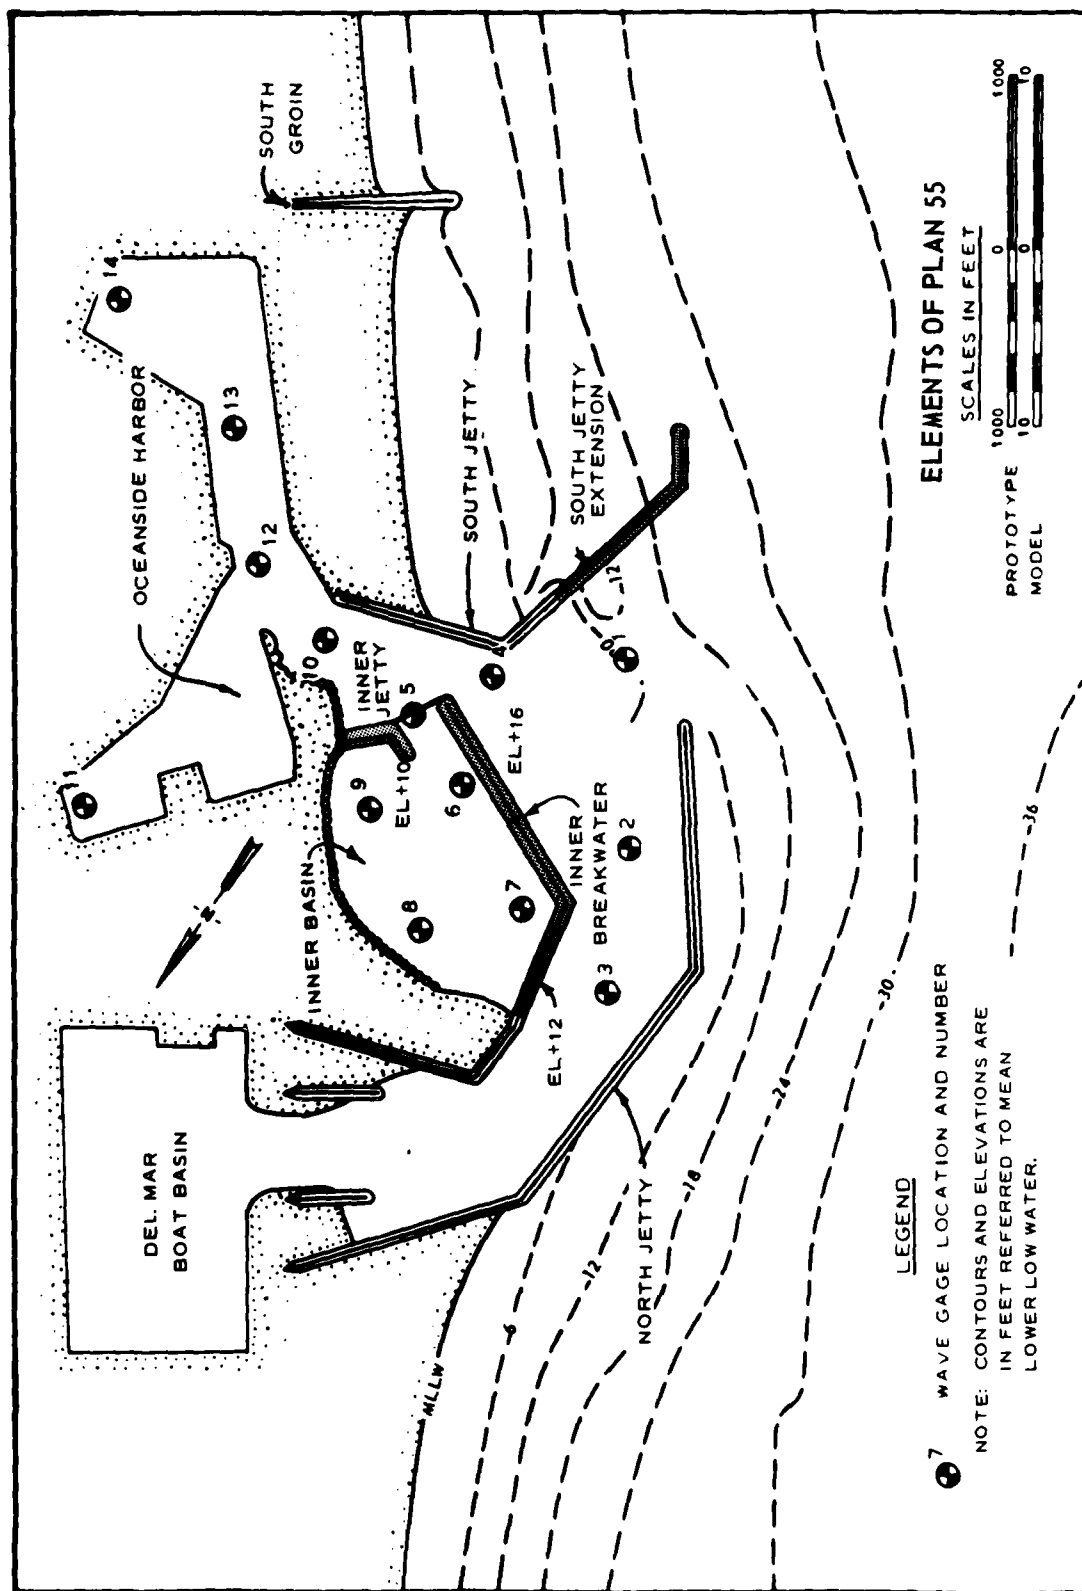 SOUTH
GROIN
14
OCEANSIDE HARBOR
13
12
11
10
INNER
JETTY
SOUTH JETTY
SOUTH JETTY
EXTENSION
-12
4
5
1
EL+10
EL+16
9
6
INNER BASIN
8
7
INNER
BREAKWATER
2
3
EL+12
N
DEL MAR
BOAT BASIN
NORTH JETTY
MLLW
-6
-12
-18
-24
-30
-36
ELEMENTS OF PLAN 55
SCALES IN FEET
PROTOTYPE 1000 0 1000
MODEL 10 0 10
LEGEND
7 WAVE GAGE LOCATION AND NUMBER
NOTE: CONTOURS AND ELEVATIONS ARE
IN FEET REFERRED TO MEAN
LOWER LOW WATER.